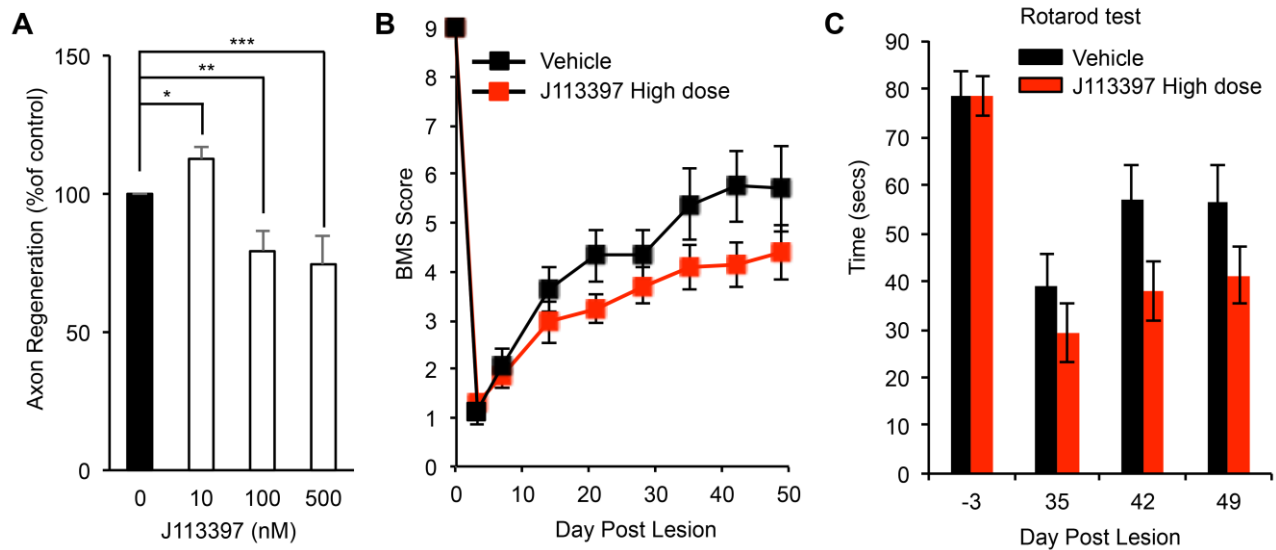 A
***
**
*
150
100
50
0
Axon Regeneration (%of control)
0 10 100 500
J113397 (nM)
B
Vehicle
J113397 High dose
9
8
7
6
5
4
3
2
1
0
BMS Score
0 10 20 30 40 50
Day Post Lesion
C
Rotarod test
Vehicle
J113397 High dose
90
80
70
60
50
40
30
20
10
0
Time (secs)
-3 35 42 49
Day Post Lesion